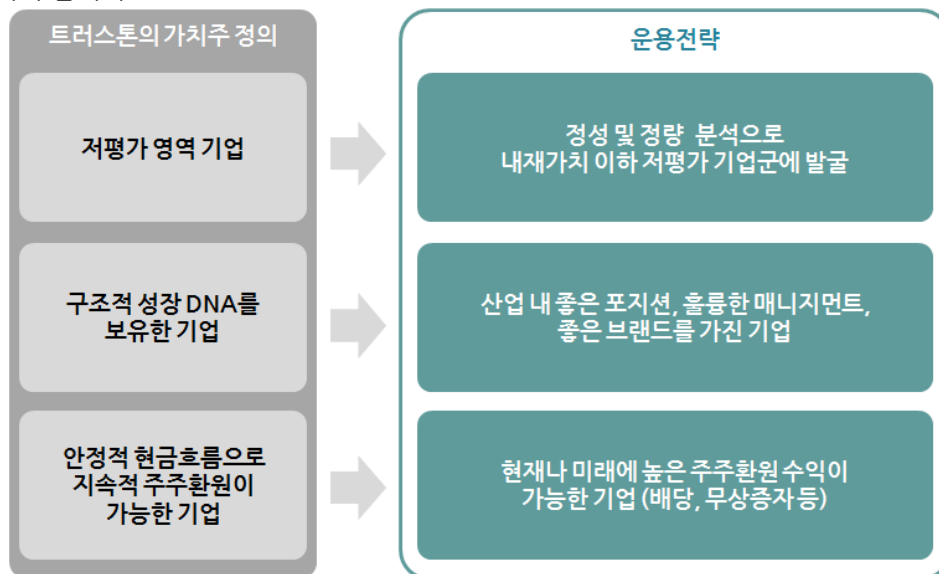 트러스톤의 가치주 정의
운용전략
저평가 영역 기업
정성 및 정량 분석으로
내재가치 이하 저평가 기업군에 발굴
구조적 성장 DNA를
보유한 기업
산업 내 좋은 포지션, 훌륭한 매니지먼트,
좋은 브랜드를 가진 기업
안정적 현금흐름으로
지속적 주주환원이
가능한 기업
현재나 미래에 높은 주주환원 수익이
가능한 기업 (배당, 무상증자 등)